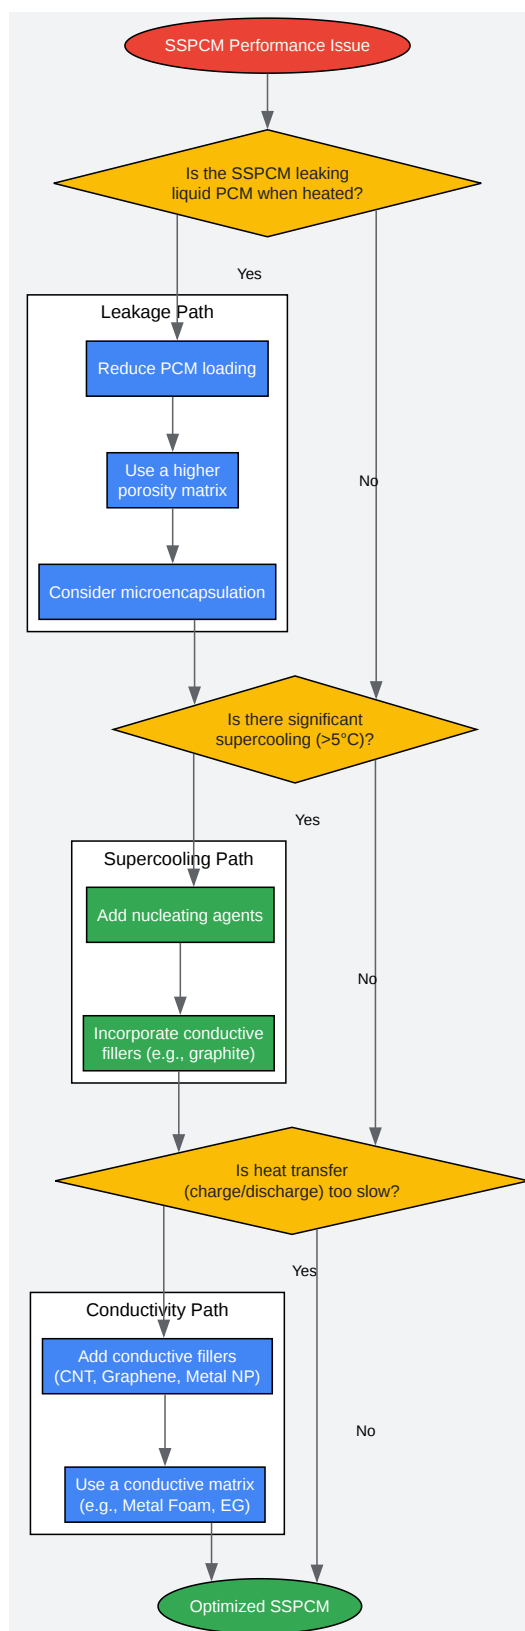 SSPCM Performance Issue
Is the SSPCM leaking
liquid PCM when heated?
Yes
Leakage Path
Reduce PCM loading
Use a higher
porosity matrix
No
Consider microencapsulation
Is there significant
supercooling (>5°C)?
Yes
Supercooling Path
Add nucleating agents
No
Incorporate conductive
fillers (e.g., graphite)
Is heat transfer
(charge/discharge) too slow?
Yes
Conductivity Path
Add conductive fillers
(CNT, Graphene, Metal NP)
No
Use a conductive matrix
(e.g., Metal Foam, EG)
Optimized SSPCM